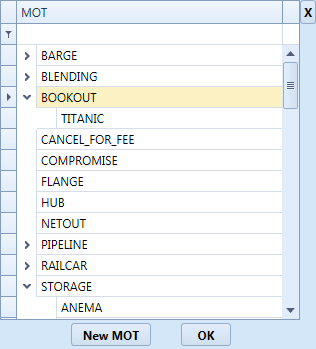 MOT
X
BARGE
BLENDING
BOOKOUT
TITANIC
CANCEL_FOR_FEE
COMPROMISE
FLANGE
HUB
NETOUT
PIPELINE
RAILCAR
STORAGE
ANEMA
New MOT
OK